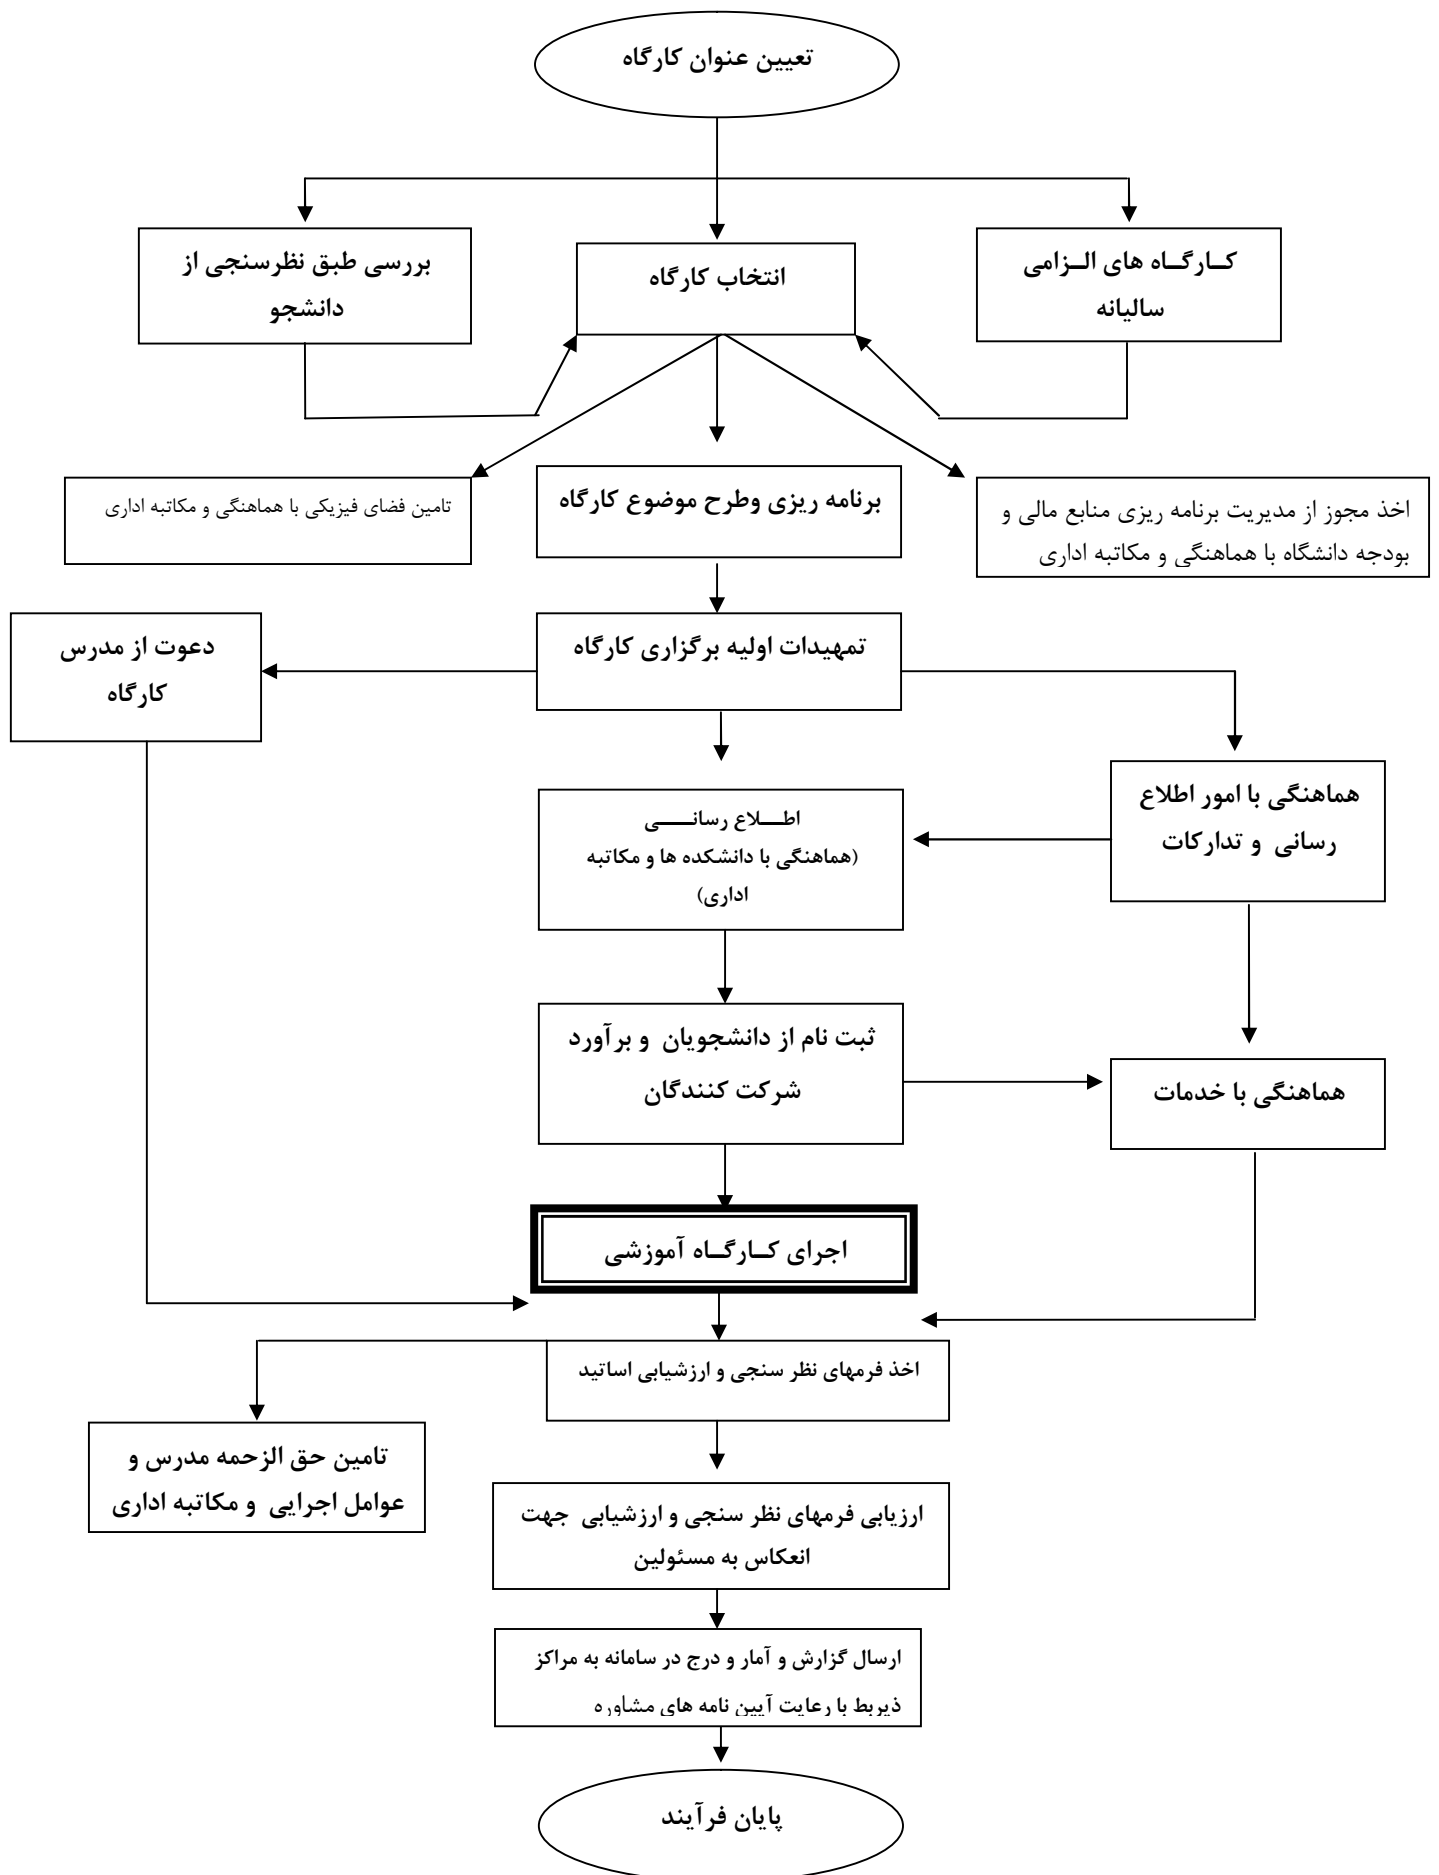 تعیین عنوان کارگاه
کــارگــاه های الــزامی
سالیانه
انتخاب کارگاه
بررسی طبق نظرسنجی از
دانشجو
اخذ مجوز از مدیریت برنامه ریزی منابع مالی و
بودجه دانشگاه با هماهنگی و مکاتبه اداری
برنامه ریزی وطرح موضوع کارگاه
تامین فضای فیزیکی با هماهنگی و مکاتبه اداری
تمهیدات اولیه برگزاری کارگاه
دعوت از مدرس
کارگاه
هماهنگی با امور اطلاع
رسانی و تدارکات
اطــلاع رسانــــی
(هماهنگی با دانشکده ها و مکاتبه
اداری)
ثبت نام از دانشجویان و برآورد
شرکت کنندگان
هماهنگی با خدمات
اجرای کــارگــاه آموزشی
اخذ فرمهای نظر سنجی و ارزشیابی اساتید
تامین حق الزحمه مدرس و
عوامل اجرایی و مکاتبه اداری
ارزیابی فرمهای نظر سنجی و ارزشیابی جهت
انعکاس به مسئولین
ارسال گزارش و آمار و درج در سامانه به مراکز
ذیربط با رعایت آیین نامه های مشاوره
پایان فرآیند